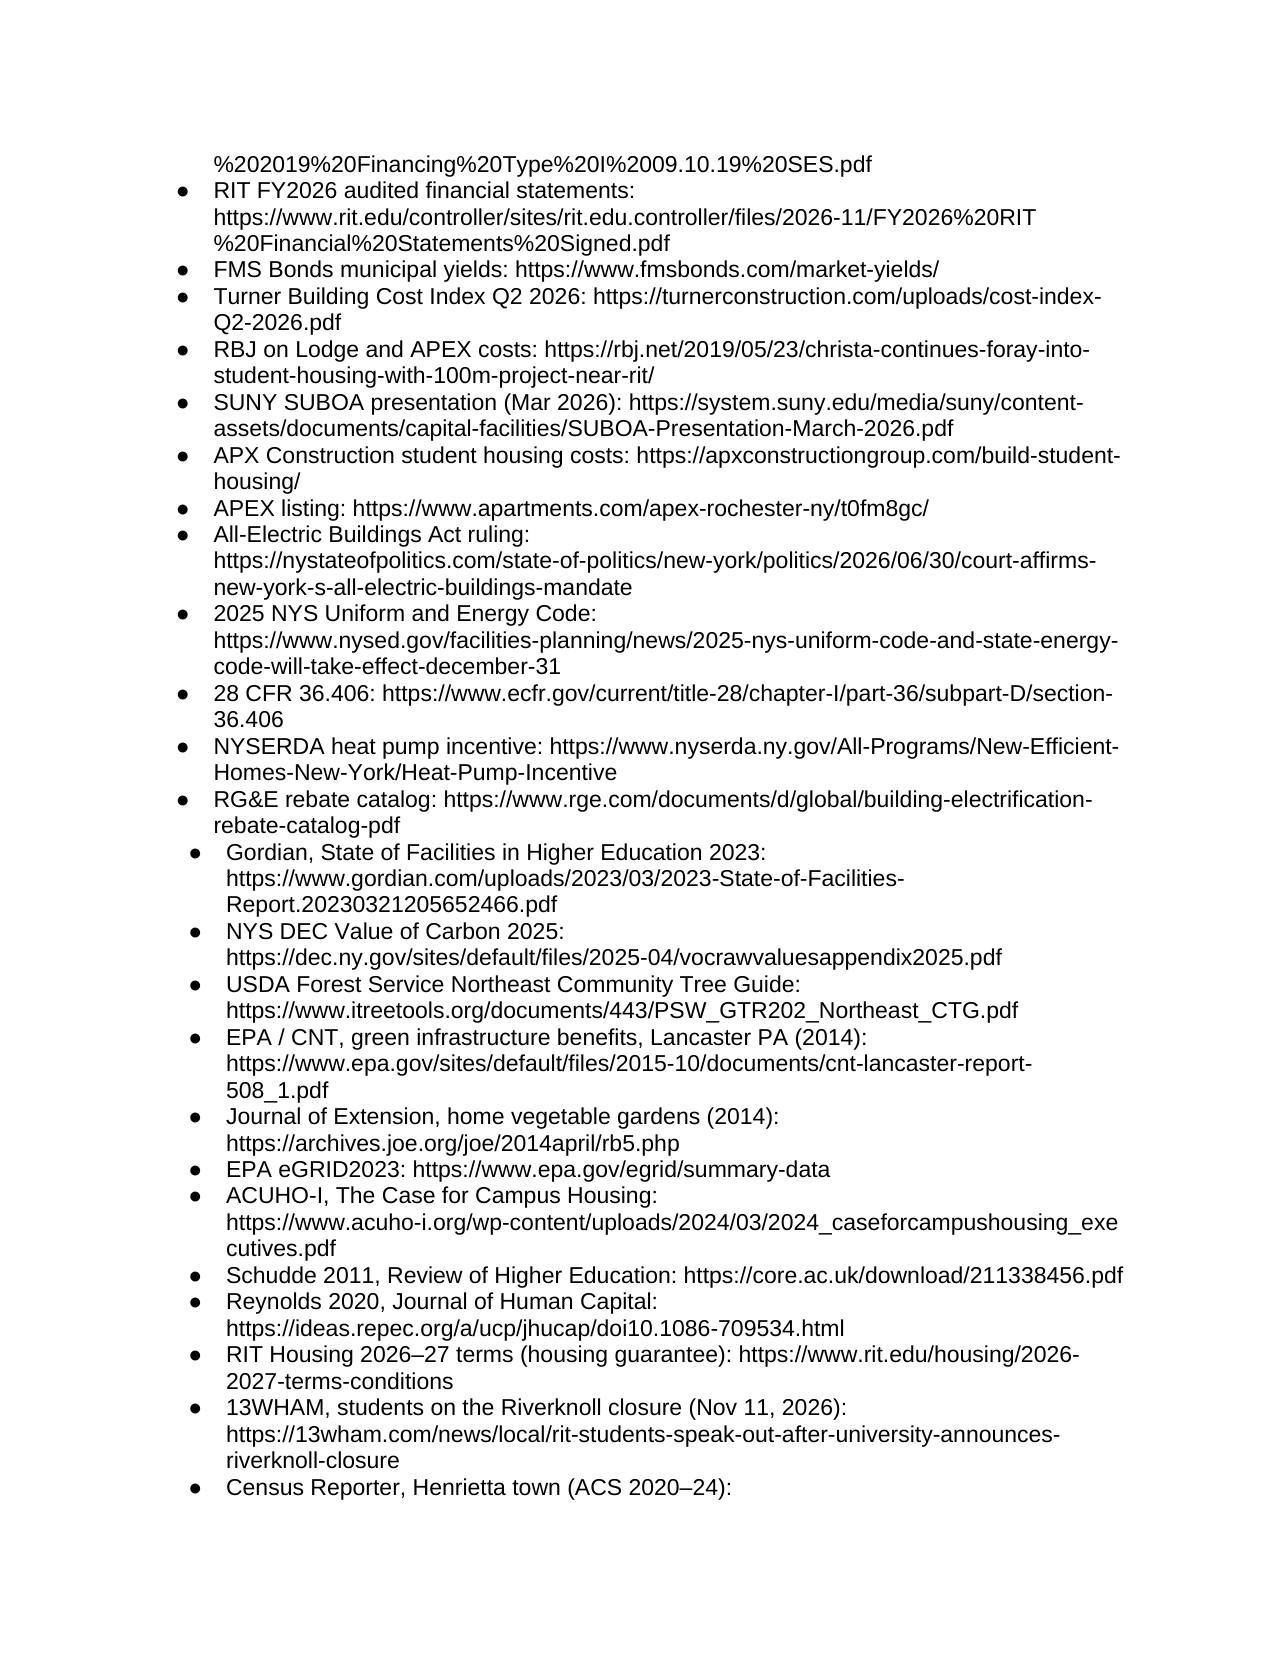 %202019%20Financing%20Type%20I%2009.10.19%20SES.pdf
● RIT FY2026 audited financial statements:
https://www.rit.edu/controller/sites/rit.edu.controller/files/2026-11/FY2026%20RIT
%20Financial%20Statements%20Signed.pdf
● FMS Bonds municipal yields: https://www.fmsbonds.com/market-yields/
● Turner Building Cost Index Q2 2026: https://turnerconstruction.com/uploads/cost-index-
Q2-2026.pdf
● RBJ on Lodge and APEX costs: https://rbj.net/2019/05/23/christa-continues-foray-into-
student-housing-with-100m-project-near-rit/
● SUNY SUBOA presentation (Mar 2026): https://system.suny.edu/media/suny/content-
assets/documents/capital-facilities/SUBOA-Presentation-March-2026.pdf
● APX Construction student housing costs: https://apxconstructiongroup.com/build-student-
housing/
● APEX listing: https://www.apartments.com/apex-rochester-ny/t0fm8gc/
● All-Electric Buildings Act ruling:
https://nystateofpolitics.com/state-of-politics/new-york/politics/2026/06/30/court-affirms-
new-york-s-all-electric-buildings-mandate
● 2025 NYS Uniform and Energy Code:
https://www.nysed.gov/facilities-planning/news/2025-nys-uniform-code-and-state-energy-
code-will-take-effect-december-31
● 28 CFR 36.406: https://www.ecfr.gov/current/title-28/chapter-I/part-36/subpart-D/section-
36.406
● NYSERDA heat pump incentive: https://www.nyserda.ny.gov/All-Programs/New-Efficient-
Homes-New-York/Heat-Pump-Incentive
● RG&E rebate catalog: https://www.rge.com/documents/d/global/building-electrification-
rebate-catalog-pdf
● Gordian, State of Facilities in Higher Education 2023:
https://www.gordian.com/uploads/2023/03/2023-State-of-Facilities-
Report.20230321205652466.pdf
● NYS DEC Value of Carbon 2025:
https://dec.ny.gov/sites/default/files/2025-04/vocrawvaluesappendix2025.pdf
● USDA Forest Service Northeast Community Tree Guide:
https://www.itreetools.org/documents/443/PSW_GTR202_Northeast_CTG.pdf
● EPA / CNT, green infrastructure benefits, Lancaster PA (2014):
https://www.epa.gov/sites/default/files/2015-10/documents/cnt-lancaster-report-
508_1.pdf
● Journal of Extension, home vegetable gardens (2014):
https://archives.joe.org/joe/2014april/rb5.php
● EPA eGRID2023: https://www.epa.gov/egrid/summary-data
● ACUHO-I, The Case for Campus Housing:
https://www.acuho-i.org/wp-content/uploads/2024/03/2024_caseforcampushousing_exe
cutives.pdf
● Schudde 2011, Review of Higher Education: https://core.ac.uk/download/211338456.pdf
● Reynolds 2020, Journal of Human Capital:
https://ideas.repec.org/a/ucp/jhucap/doi10.1086-709534.html
● RIT Housing 2026–27 terms (housing guarantee): https://www.rit.edu/housing/2026-
2027-terms-conditions
● 13WHAM, students on the Riverknoll closure (Nov 11, 2026):
https://13wham.com/news/local/rit-students-speak-out-after-university-announces-
riverknoll-closure
● Census Reporter, Henrietta town (ACS 2020–24):